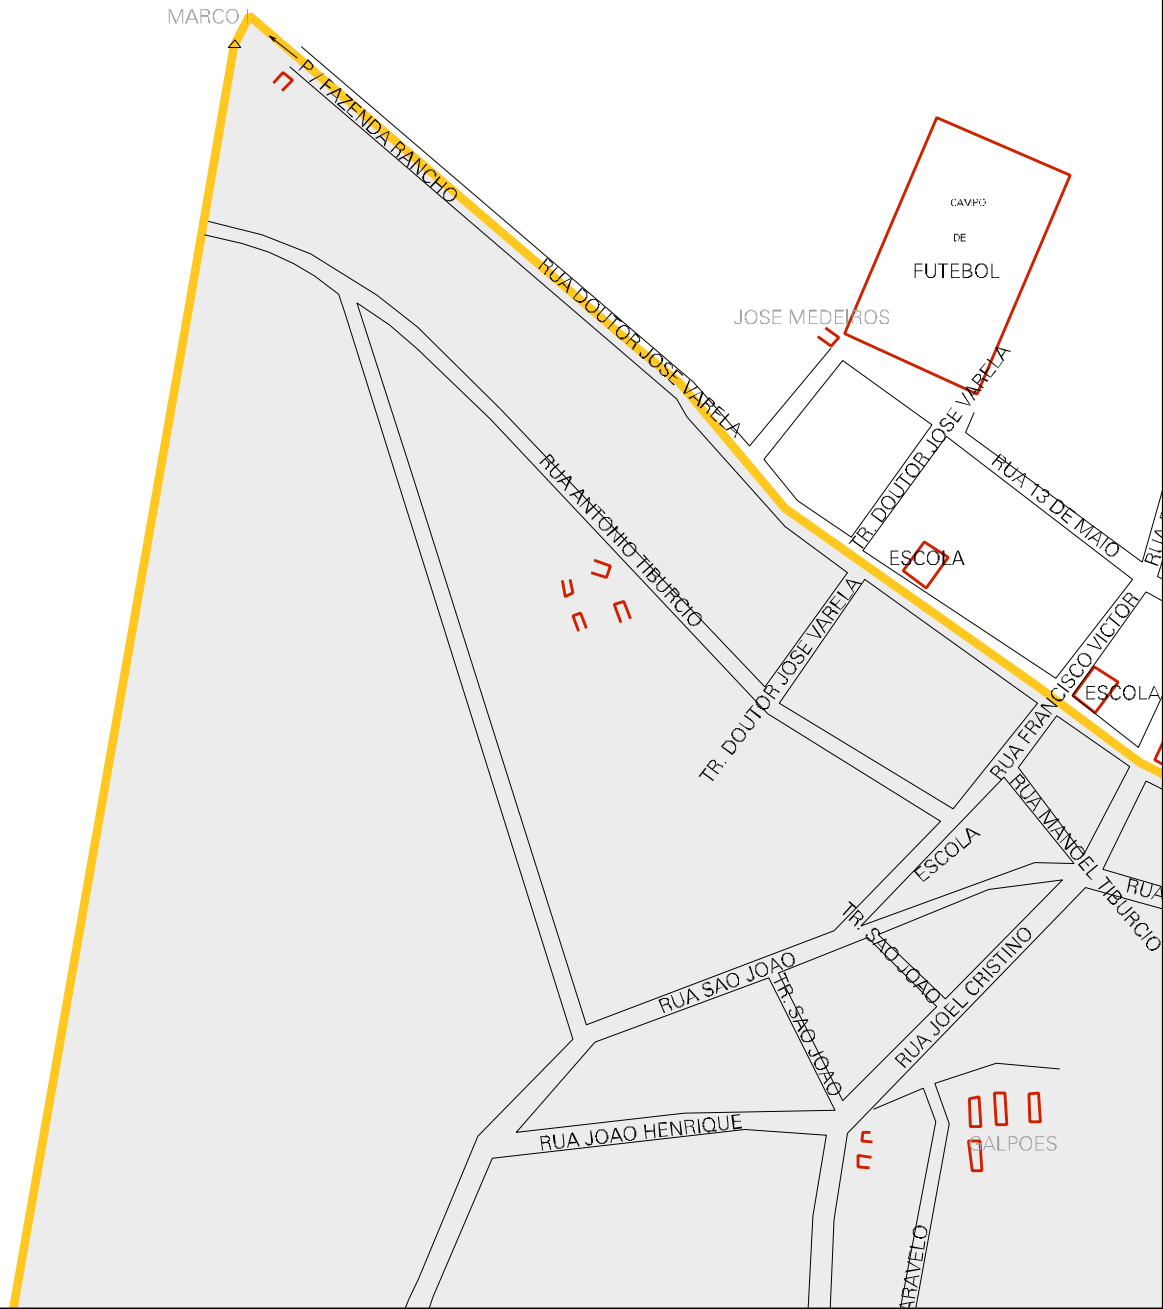 MARCO I
P / FAZENDA RANCHO
CAMPO
DE
FUTEBOL
RUA DOUTOR JOSE VARELA
JOSE MEDEIROS
TR. DOUTOR JOSE VARELA
RUA 13 DE MAIO
RUA
ESCOLA
RUA ANTONIO TIBURCIO
TR. DOUTOR JOSE VARELA
RUA FRANCISCO VICTOR
ESCOLA
RUA MANOEL TIBURCIO
ESCOLA
RUA
TR. SAO JOAO
RUA SAO JOAO
TR. SAO JOAO
RUA JOEL CRISTINO
RUA JOAO HENRIQUE
GALPOES
ARAVELO